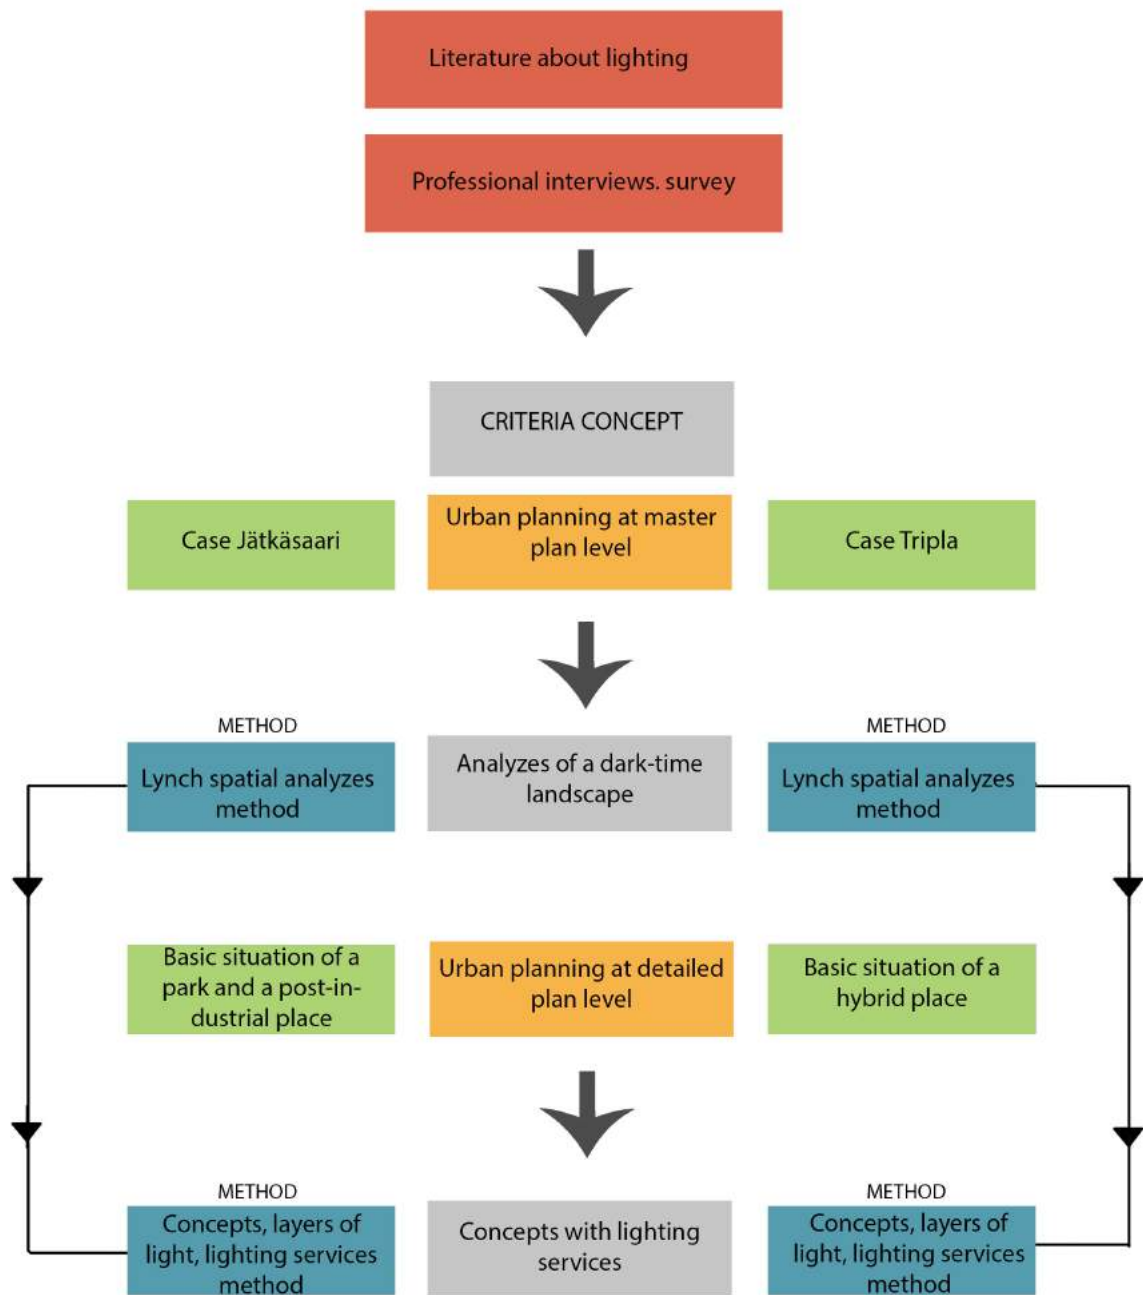 Literature about lighting
Professional interviews. survey
CRITERIA CONCEPT
Case Jätkäsaari
Urban planning at master
plan level
Case Tripla
METHOD
Lynch spatial analyzes
method
Analyzes of a dark-time
landscape
METHOD
Lynch spatial analyzes
method
Basic situation of a
park and a post-in-
dustrial place
Urban planning at detailed
plan level
Basic situation of a
hybrid place
METHOD
Concepts, layers of
light, lighting services
method
Concepts with lighting
services
METHOD
Concepts, layers of
light, lighting services
method